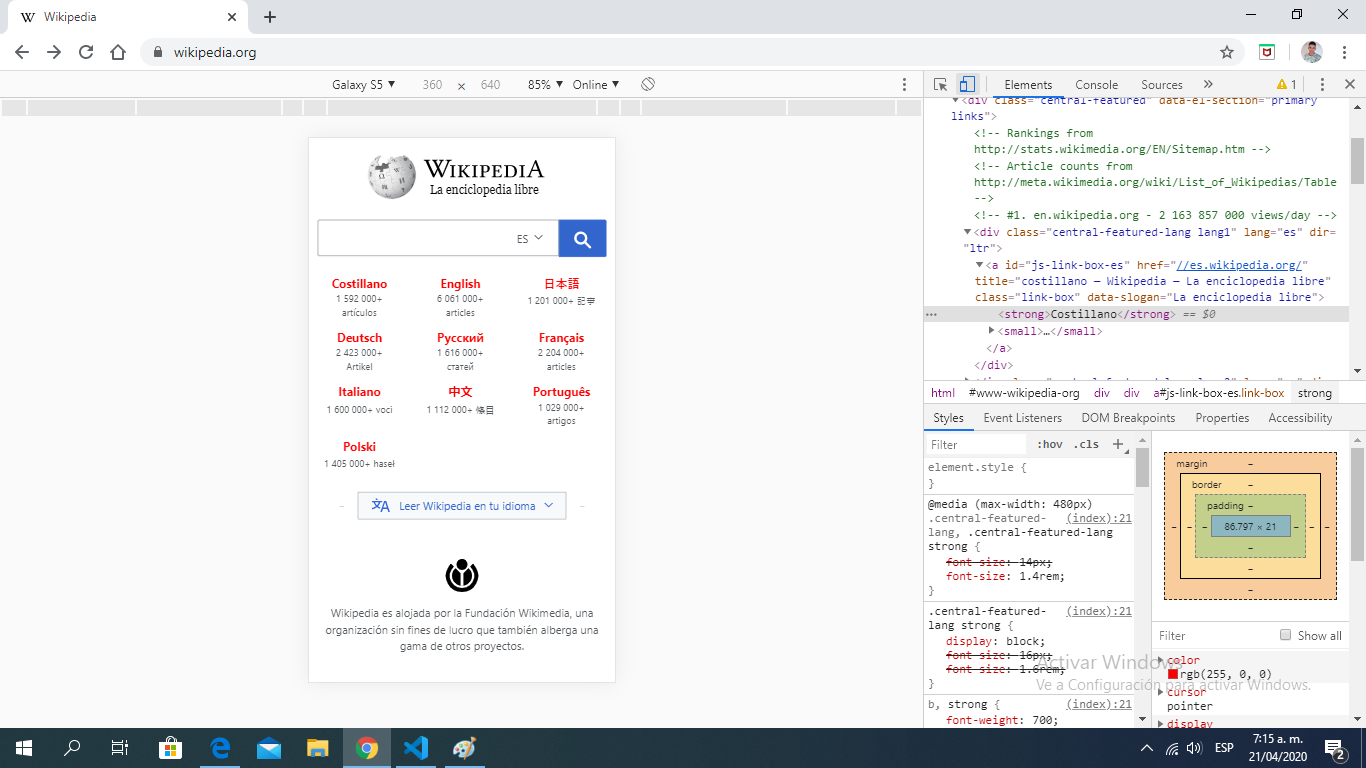 Wikipedia
wikipedia.org
Galaxy S5 ▼ 360 × 640 85% ▼ Online ▼
WIKIPEDIA
La enciclopedia libre
ES
Costillano English 日本語
1 592 000+ 6 061 000+ 1 201 000+ 記事
artículos articles
Deutsch Русский Français
2 423 000+ 1 616 000+ 2 204 000+
Artikel статей articles
Italiano 中文 Português
1 600 000+ voci 1 112 000+ 條目 1 029 000+
artigos
Polski
1 405 000+ haseł
Leer Wikipedia en tu idioma
Wikipedia es alojada por la Fundación Wikimedia, una
organización sin fines de lucro que también alberga una
gama de otros proyectos.
Elements Console Sources » 1
▼<div class="central-featured" data-el-section="primary
links">
<!-- Rankings from
http://stats.wikimedia.org/EN/Sitemap.htm -->
<!-- Article counts from
http://meta.wikimedia.org/wiki/List_of_Wikipedias/Table
-->
<!-- #1. en.wikipedia.org - 2 163 857 000 views/day -->
▼<div class="central-featured-lang lang1" lang="es" dir=
"ltr">
▼<a id="js-link-box-es" href="//es.wikipedia.org/"
title="costillano — Wikipedia — La enciclopedia libre"
class="link-box" data-slogan="La enciclopedia libre">
… <strong>Costillano</strong> == $0
▶<small>…</small>
</a>
</div>
html #www-wikipedia-org div div a#js-link-box-es.link-box strong
Styles Event Listeners DOM Breakpoints Properties Accessibility
Filter :hov .cls +
element.style {
}
@media (max-width: 480px)
.central-featured- (index):21
lang, .central-featured-lang
strong {
font-size: 14px;
font-size: 1.4rem;
}
.central-featured- (index):21
lang strong {
display: block;
font-size: 16px;
font-size: 1.6rem;
}
b, strong { (index):21
font-weight: 700;
margin –
border –
padding –
– – – 86.797 × 21 – – –
–
–
–
Filter Show all
▶ color
rgb(255, 0, 0)
▶ cursor
pointer
▶ display
Activar Windows
Ve a Configuración para activar Windows.
ESP
7:15 a. m.
21/04/2020
2